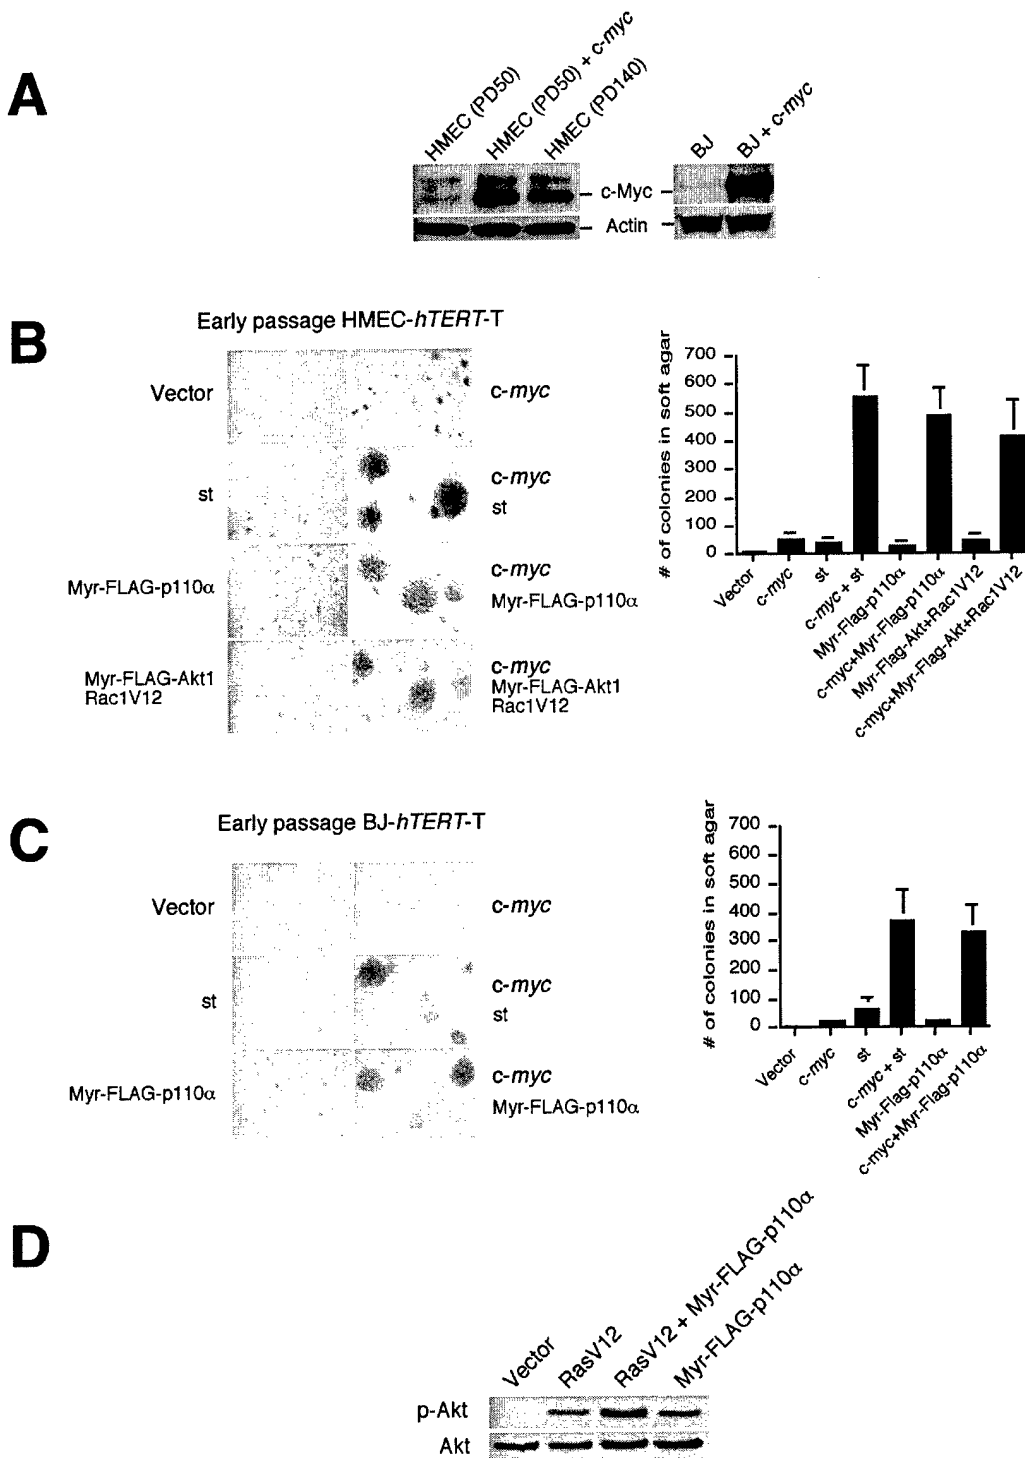 A
HMEC (PD50)
HMEC (PD50) + c-myc
HMEC (PD140)
BJ
BJ + c-myc
c-Myc
Actin
B
Early passage HMEC-hTERT-T
Vector
c-myc
st
c-myc
st
Myr-FLAG-p110α
c-myc
Myr-FLAG-p110α
Myr-FLAG-Akt1
Rac1V12
c-myc
Myr-FLAG-Akt1
Rac1V12
# of colonies in soft agar
700
600
500
400
300
200
100
0
Vector
c-myc
st
c-myc + st
Myr-Flag-p110α
c-myc+Myr-Flag-p110α
Myr-Flag-Akt+Rac1V12
c-myc+Myr-Flag-Akt+Rac1V12
C
Early passage BJ-hTERT-T
Vector
c-myc
st
c-myc
st
Myr-FLAG-p110α
c-myc
Myr-FLAG-p110α
# of colonies in soft agar
700
600
500
400
300
200
100
0
Vector
c-myc
st
c-myc + st
Myr-Flag-p110α
c-myc+Myr-Flag-p110α
D
Vector
RasV12
RasV12 + Myr-FLAG-p110α
Myr-FLAG-p110α
p-Akt
Akt